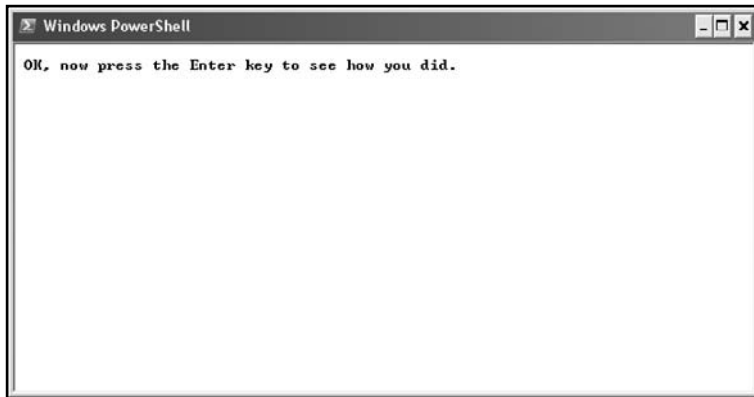 Windows PowerShell
OK, now press the Enter key to see how you did.